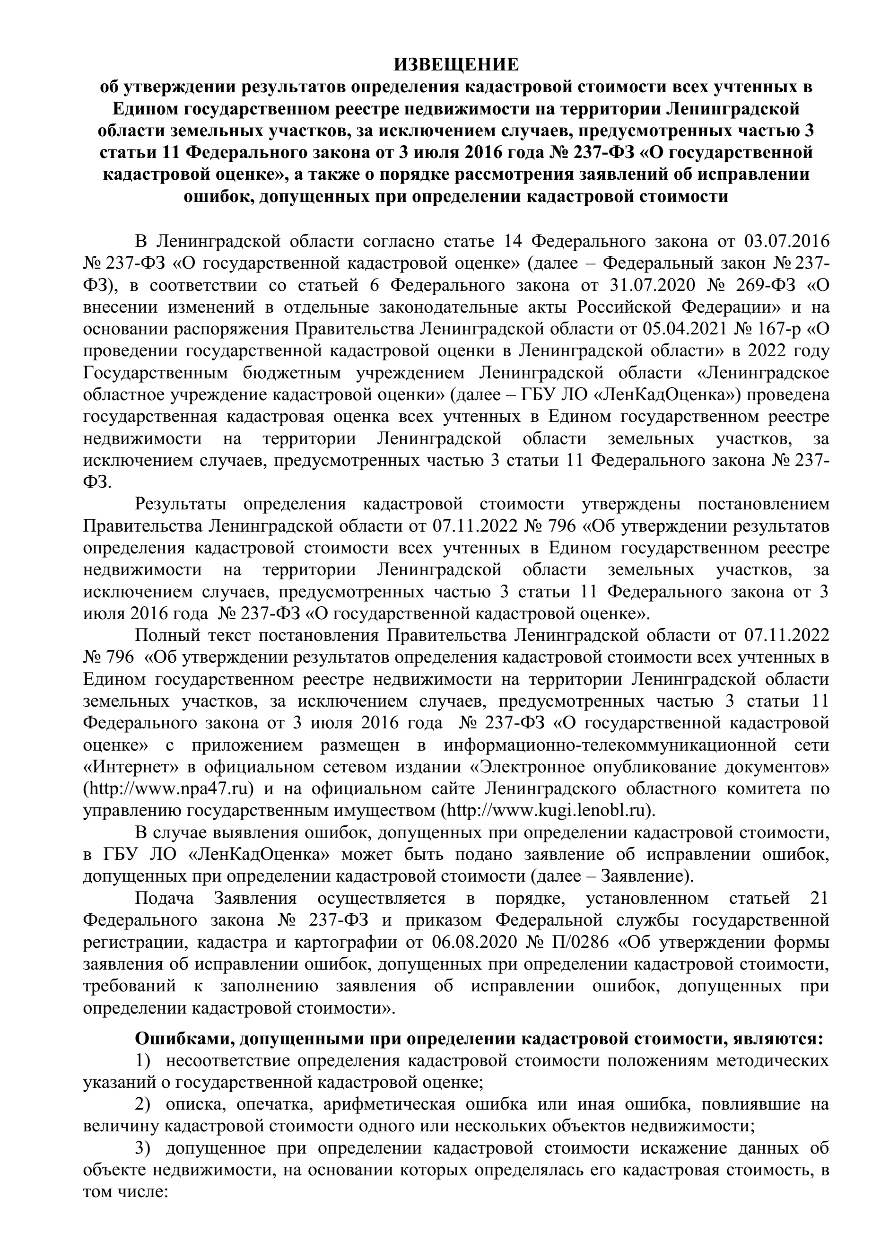 ИЗВЕЩЕНИЕ
об утверждении результатов определения кадастровой стоимости всех учтенных в
Едином государственном реестре недвижимости на территории Ленинградской
области земельных участков, за исключением случаев, предусмотренных частью 3
статьи 11 Федерального закона от 3 июля 2016 года № 237-ФЗ «О государственной
кадастровой оценке», а также о порядке рассмотрения заявлений об исправлении
ошибок, допущенных при определении кадастровой стоимости
В Ленинградской области согласно статье 14 Федерального закона от 03.07.2016
№ 237-ФЗ «О государственной кадастровой оценке» (далее – Федеральный закон № 237-
ФЗ), в соответствии со статьей 6 Федерального закона от 31.07.2020 № 269-ФЗ «О
внесении изменений в отдельные законодательные акты Российской Федерации» и на
основании распоряжения Правительства Ленинградской области от 05.04.2021 № 167-р «О
проведении государственной кадастровой оценки в Ленинградской области» в 2022 году
Государственным бюджетным учреждением Ленинградской области «Ленинградское
областное учреждение кадастровой оценки» (далее – ГБУ ЛО «ЛенКадОценка») проведена
государственная кадастровая оценка всех учтенных в Едином государственном реестре
недвижимости на территории Ленинградской области земельных участков, за
исключением случаев, предусмотренных частью 3 статьи 11 Федерального закона № 237-
ФЗ.
Результаты определения кадастровой стоимости утверждены постановлением
Правительства Ленинградской области от 07.11.2022 № 796 «Об утверждении результатов
определения кадастровой стоимости всех учтенных в Едином государственном реестре
недвижимости на территории Ленинградской области земельных участков, за
исключением случаев, предусмотренных частью 3 статьи 11 Федерального закона от 3
июля 2016 года № 237-ФЗ «О государственной кадастровой оценке».
Полный текст постановления Правительства Ленинградской области от 07.11.2022
№ 796 «Об утверждении результатов определения кадастровой стоимости всех учтенных в
Едином государственном реестре недвижимости на территории Ленинградской области
земельных участков, за исключением случаев, предусмотренных частью 3 статьи 11
Федерального закона от 3 июля 2016 года № 237-ФЗ «О государственной кадастровой
оценке» с приложением размещен в информационно-телекоммуникационной сети
«Интернет» в официальном сетевом издании «Электронное опубликование документов»
(http://www.npa47.ru) и на официальном сайте Ленинградского областного комитета по
управлению государственным имуществом (http://www.kugi.lenobl.ru).
В случае выявления ошибок, допущенных при определении кадастровой стоимости,
в ГБУ ЛО «ЛенКадОценка» может быть подано заявление об исправлении ошибок,
допущенных при определении кадастровой стоимости (далее – Заявление).
Подача Заявления осуществляется в порядке, установленном статьей 21
Федерального закона № 237-ФЗ и приказом Федеральной службы государственной
регистрации, кадастра и картографии от 06.08.2020 № П/0286 «Об утверждении формы
заявления об исправлении ошибок, допущенных при определении кадастровой стоимости,
требований к заполнению заявления об исправлении ошибок, допущенных при
определении кадастровой стоимости».
Ошибками, допущенными при определении кадастровой стоимости, являются:
1) несоответствие определения кадастровой стоимости положениям методических
указаний о государственной кадастровой оценке;
2) описка, опечатка, арифметическая ошибка или иная ошибка, повлиявшие на
величину кадастровой стоимости одного или нескольких объектов недвижимости;
3) допущенное при определении кадастровой стоимости искажение данных об
объекте недвижимости, на основании которых определялась его кадастровая стоимость, в
том числе: